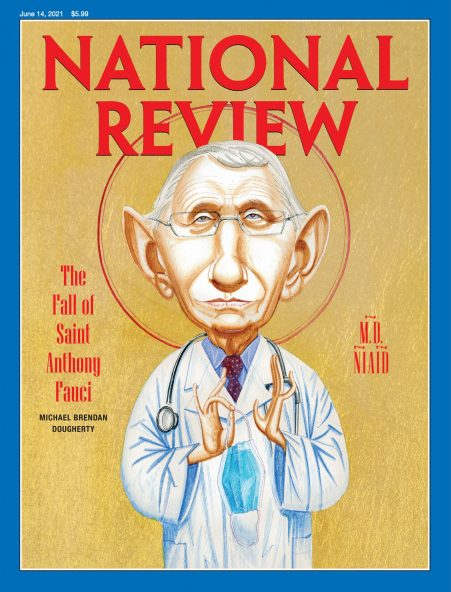 June 14, 2021 $5.99
NATIONAL
REVIEW
The
Fall of
Saint
Anthony
Fauci
MICHAEL BRENDAN
DOUGHERTY
M.D.
NIAID